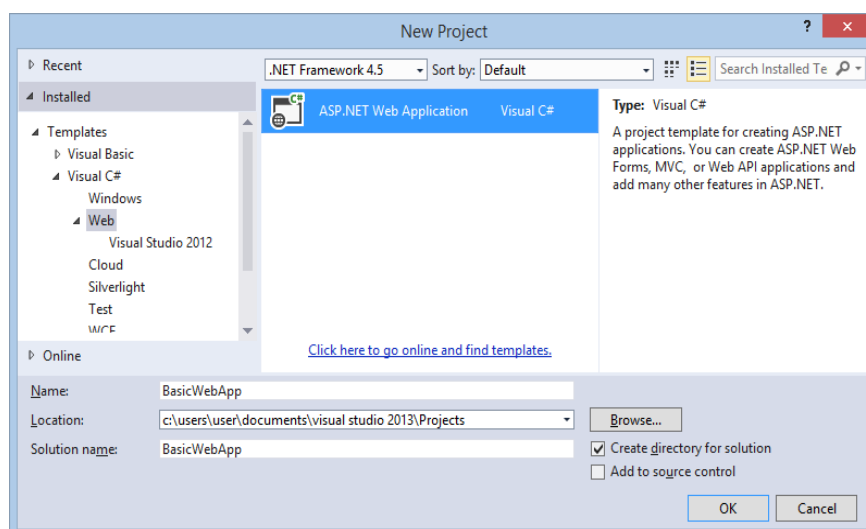 New Project
?
Recent
.NET Framework 4.5
Sort by: Default
Search Installed Te
Installed
Templates
Visual Basic
Visual C#
Windows
Web
Visual Studio 2012
Cloud
Silverlight
Test
WCF
Online
C#
ASP.NET Web Application Visual C#
Click here to go online and find templates.
Type: Visual C#
A project template for creating ASP.NET
applications. You can create ASP.NET Web
Forms, MVC, or Web API applications and
add many other features in ASP.NET.
Name: BasicWebApp
Location: c:\users\user\documents\visual studio 2013\Projects Browse...
Solution name: BasicWebApp
Create directory for solution
Add to source control
OK Cancel